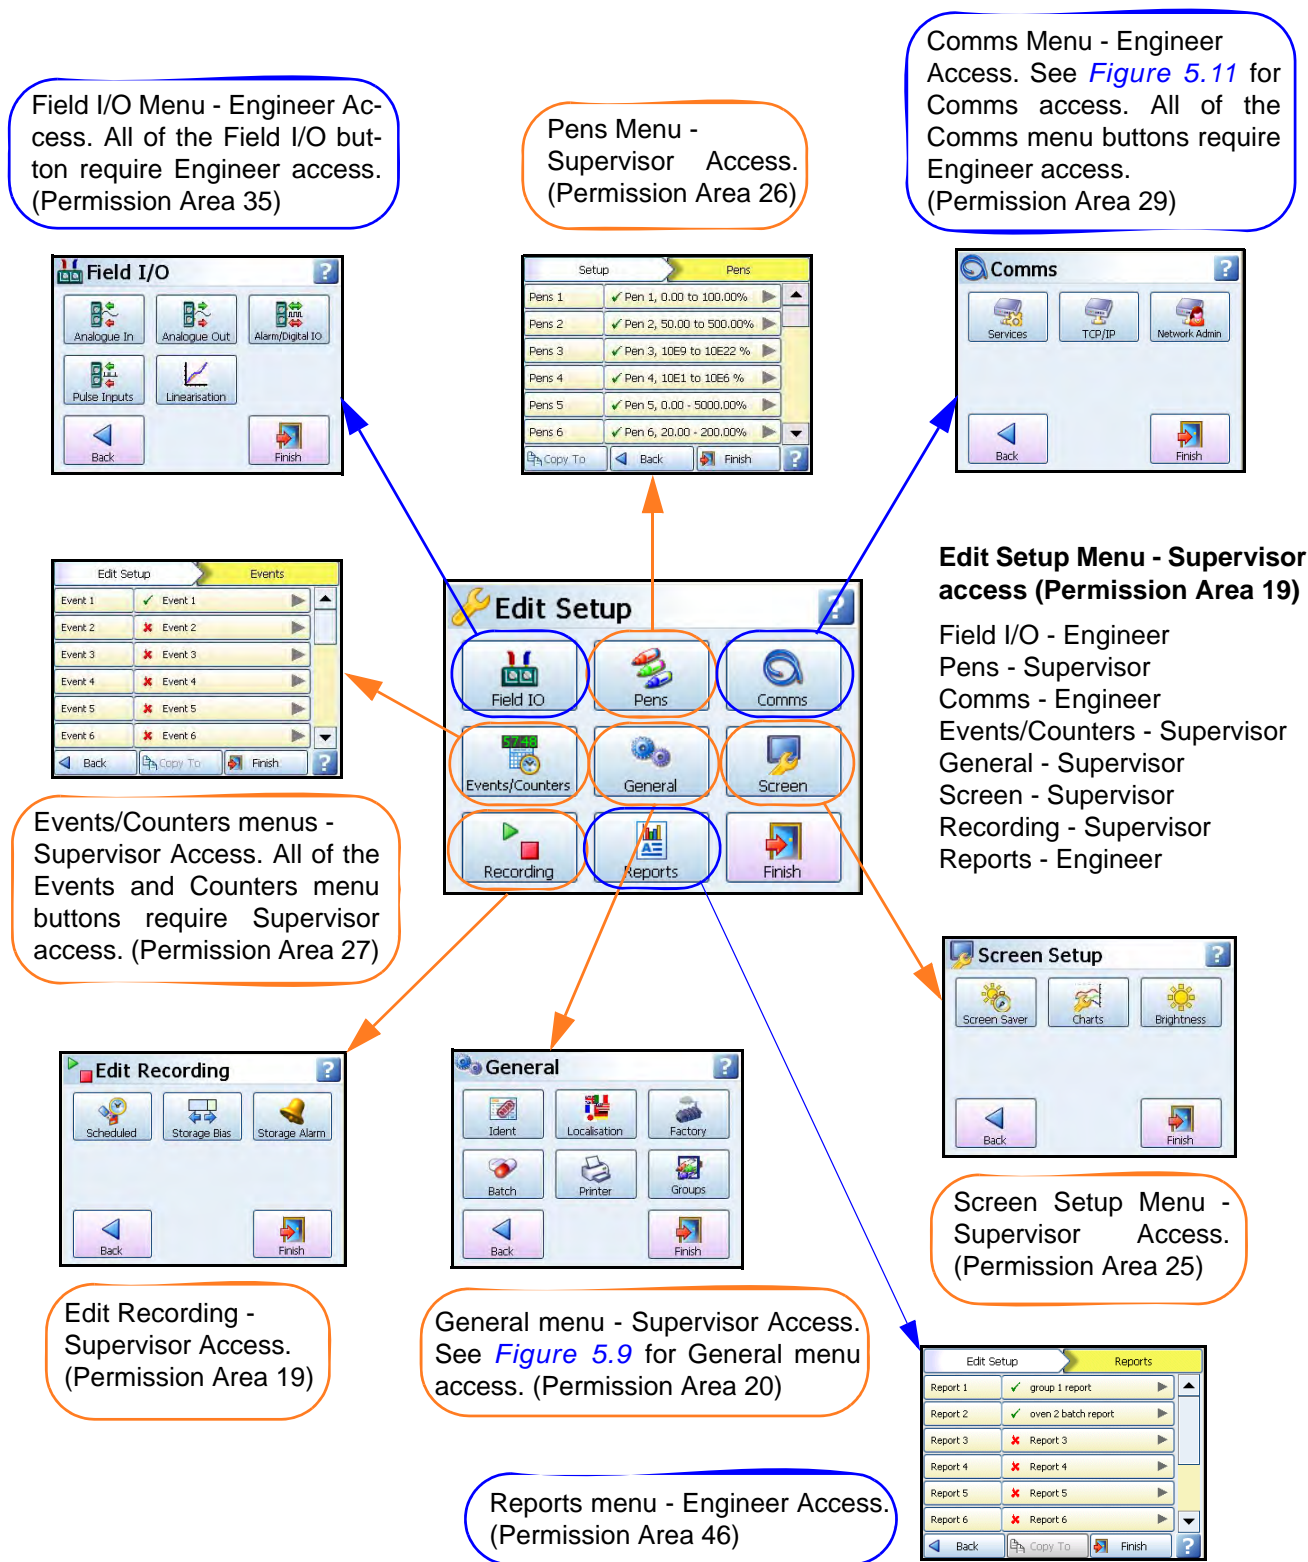 Field I/O Menu - Engineer Ac-
cess. All of the Field I/O but-
ton require Engineer access.
(Permission Area 35)
Pens Menu -
Supervisor Access.
(Permission Area 26)
Comms Menu - Engineer
Access. See Figure 5.11 for
Comms access. All of the
Comms menu buttons require
Engineer access.
(Permission Area 29)
Field I/O ?
Analogue In Analogue Out Alarm/Digital IO
Pulse Inputs Linearisation
Back Finish
Setup Pens
Pens 1 Pen 1, 0.00 to 100.00%
Pens 2 Pen 2, 50.00 to 500.00%
Pens 3 Pen 3, 10E9 to 10E22 %
Pens 4 Pen 4, 10E1 to 10E6 %
Pens 5 Pen 5, 0.00 - 5000.00%
Pens 6 Pen 6, 20.00 - 200.00%
Copy To Back Finish ?
Comms ?
Services TCP/IP Network Admin
Back Finish
Edit Setup Events
Event 1 Event 1
Event 2 Event 2
Event 3 Event 3
Event 4 Event 4
Event 5 Event 5
Event 6 Event 6
Back Copy To Finish ?
Edit Setup ?
Field IO Pens Comms
57:48
Events/Counters General Screen
Recording Reports Finish
Edit Setup Menu - Supervisor
access (Permission Area 19)
Field I/O - Engineer
Pens - Supervisor
Comms - Engineer
Events/Counters - Supervisor
General - Supervisor
Screen - Supervisor
Recording - Supervisor
Reports - Engineer
Events/Counters menus -
Supervisor Access. All of the
Events and Counters menu
buttons require Supervisor
access. (Permission Area 27)
Screen Setup ?
Screen Saver Charts Brightness
Back Finish
Edit Recording ?
Scheduled Storage Bias Storage Alarm
Back Finish
General ?
Ident Localisation Factory
Batch Printer Groups
Back Finish
Screen Setup Menu -
Supervisor Access.
(Permission Area 25)
Edit Recording -
Supervisor Access.
(Permission Area 19)
General menu - Supervisor Access.
See Figure 5.9 for General menu
access. (Permission Area 20)
Edit Setup Reports
Report 1 group 1 report
Report 2 oven 2 batch report
Report 3 Report 3
Report 4 Report 4
Report 5 Report 5
Report 6 Report 6
Back Copy To Finish ?
Reports menu - Engineer Access.
(Permission Area 46)